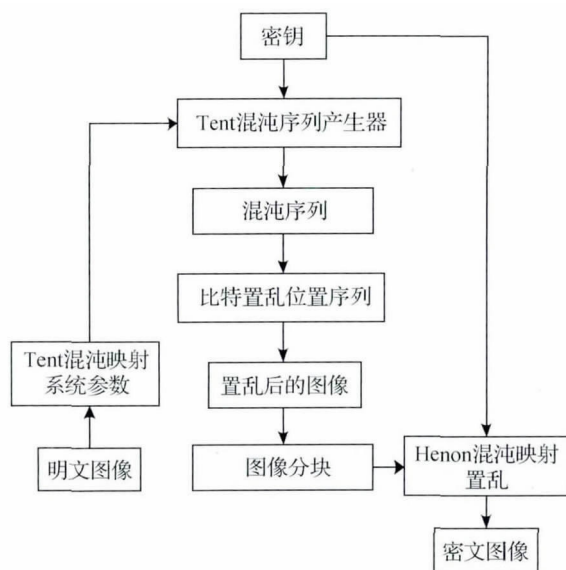 密钥
Tent混沌序列产生器
混沌序列
比特置乱位置序列
Tent混沌映射
系统参数
置乱后的图像
明文图像
图像分块
Henon混沌映射
置乱
密文图像